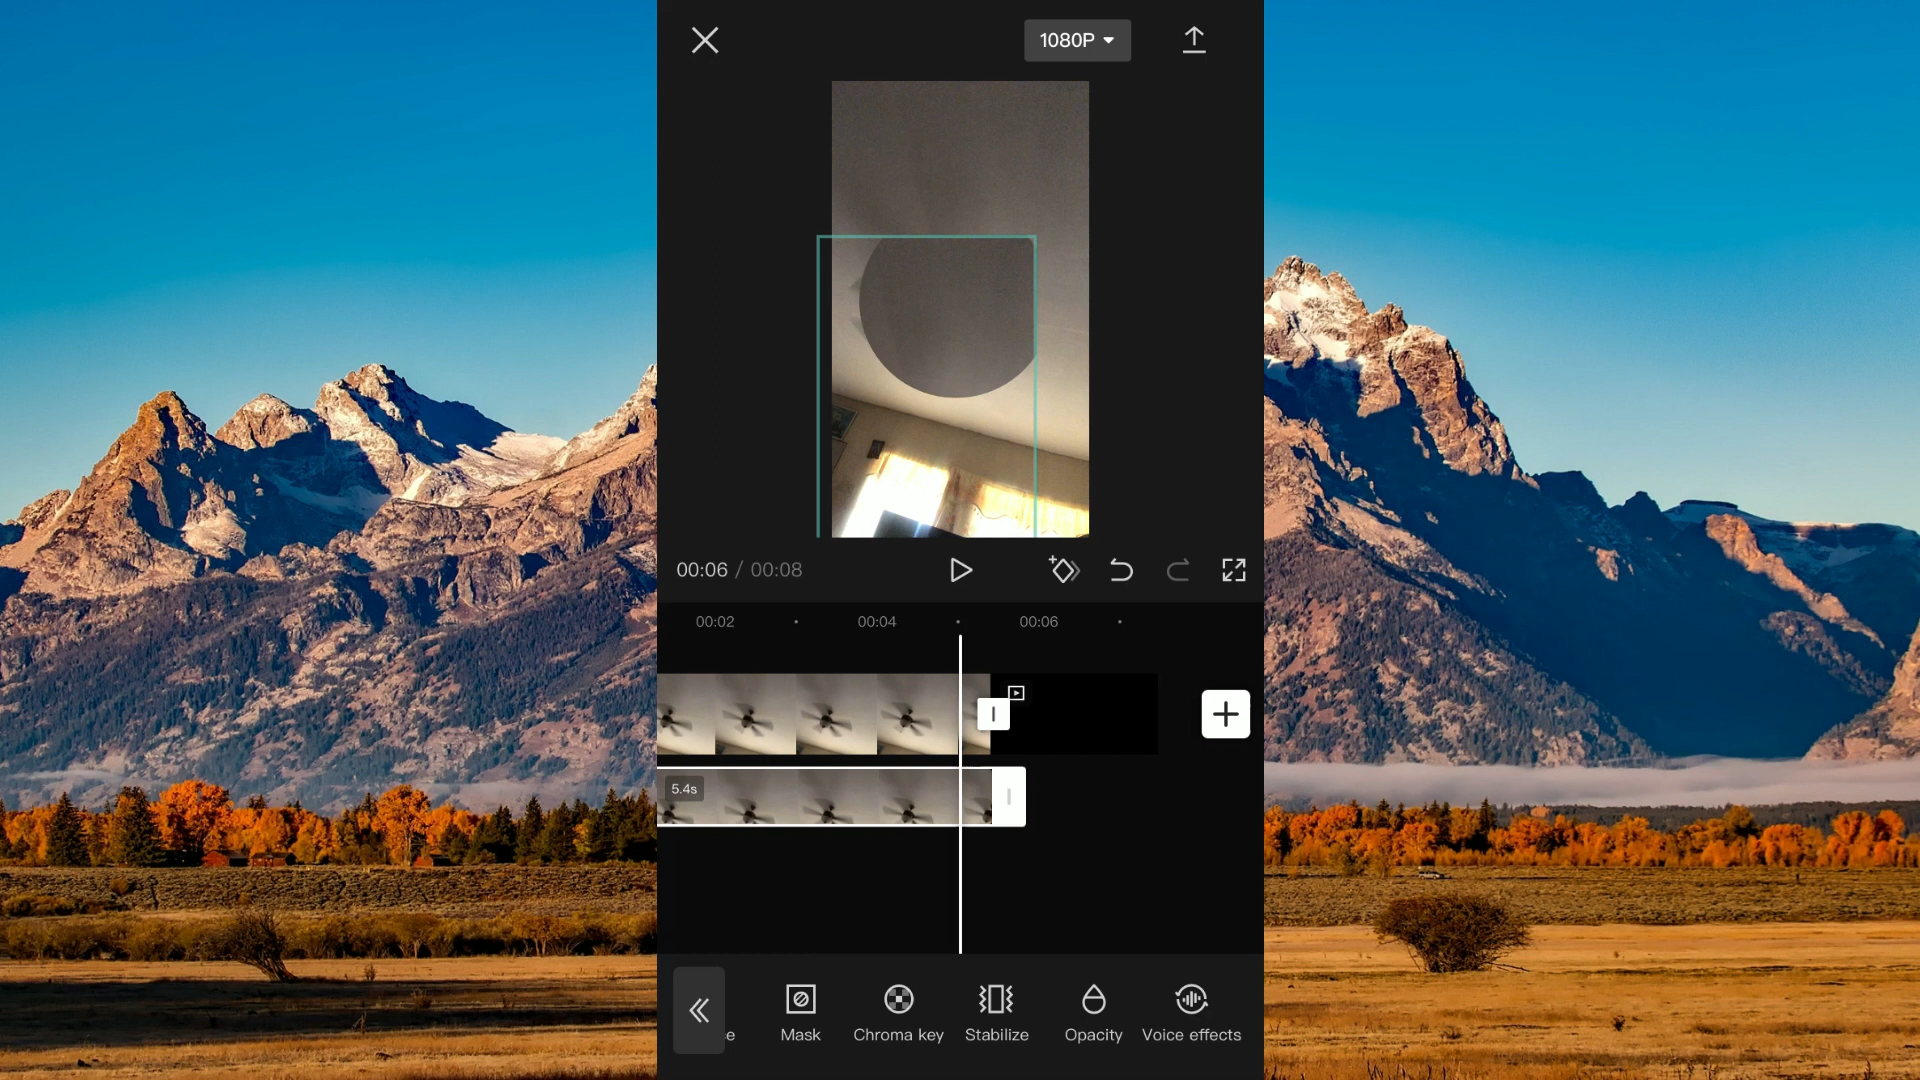 1080P
00:06 / 00:08
00:02 00:04 00:06
5.4s
e Mask Chroma key Stabilize Opacity Voice effects